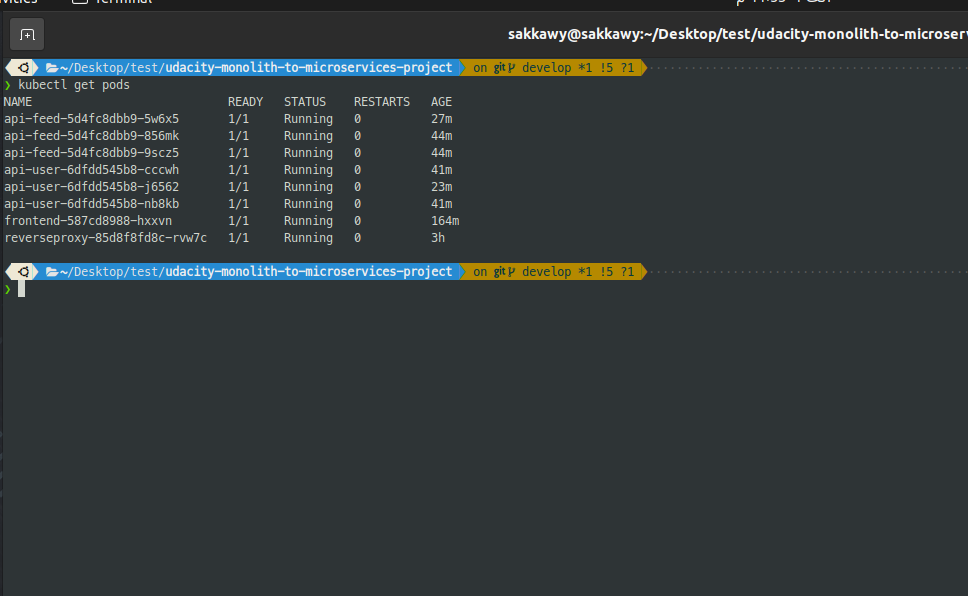 Terminal
sakkawy@sakkawy:~/Desktop/test/udacity-monolith-to-microser
~/Desktop/test/udacity-monolith-to-microservices-project on git develop *1 !5 ?1
❯ kubectl get pods
NAME READY STATUS RESTARTS AGE
api-feed-5d4fc8dbb9-5w6x5 1/1 Running 0 27m
api-feed-5d4fc8dbb9-856mk 1/1 Running 0 44m
api-feed-5d4fc8dbb9-9scz5 1/1 Running 0 44m
api-user-6dfdd545b8-cccwh 1/1 Running 0 41m
api-user-6dfdd545b8-j6562 1/1 Running 0 23m
api-user-6dfdd545b8-nb8kb 1/1 Running 0 41m
frontend-587cd8988-hxxvn 1/1 Running 0 164m
reverseproxy-85d8f8fd8c-rvw7c 1/1 Running 0 3h
~/Desktop/test/udacity-monolith-to-microservices-project on git develop *1 !5 ?1
❯